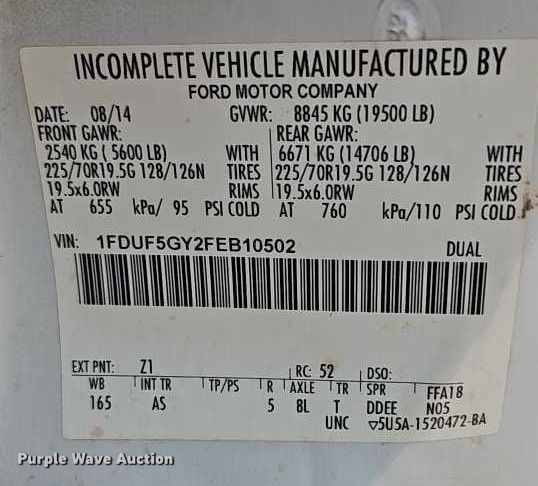 INCOMPLETE VEHICLE MANUFACTURED BY
FORD MOTOR COMPANY
DATE: 08/14 GVWR: 8845 KG (19500 LB)
FRONT GAWR: REAR GAWR:
2540 KG ( 5600 LB) WITH 6671 KG (14706 LB) WITH
225/70R19.5G 128/126N TIRES 225/70R19.5G 128/126N TIRES
19.5x6.0RW RIMS 19.5x6.0RW RIMS
AT 655 kPa/ 95 PSI COLD AT 760 kPa/110 PSI COLD
VIN: 1FDUF5GY2FEB10502 DUAL
EXT PNT: Z1 RC: 52 DSO:
WB INT TR TP/PS R AXLE TR SPR FFA18
165 AS 5 8L T DDEE N05
UNC ▽5U5A-1520472-BA
Purple Wave Auction